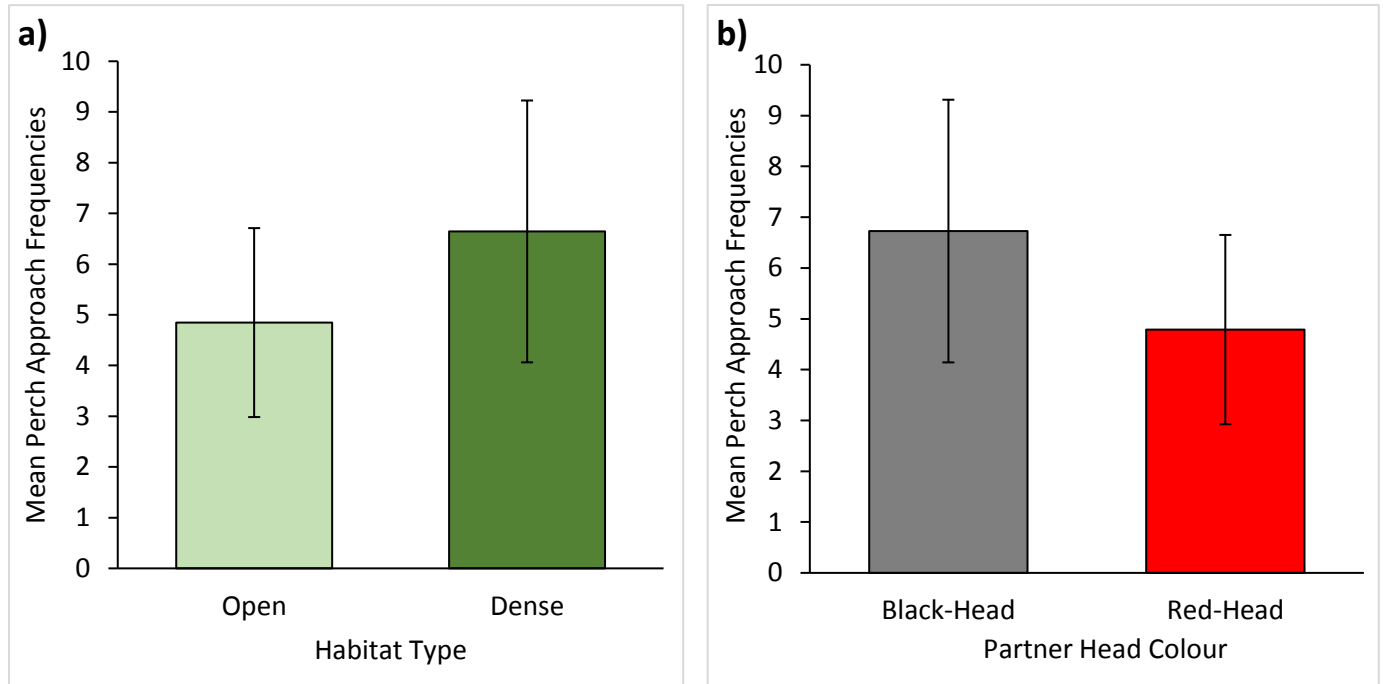 a)
10
9
8
7
6
5
4
3
2
1
0
Mean Perch Approach Frequencies
Open
Dense
Habitat Type
b)
10
9
8
7
6
5
4
3
2
1
0
Mean Perch Approach Frequencies
Black-Head
Red-Head
Partner Head Colour